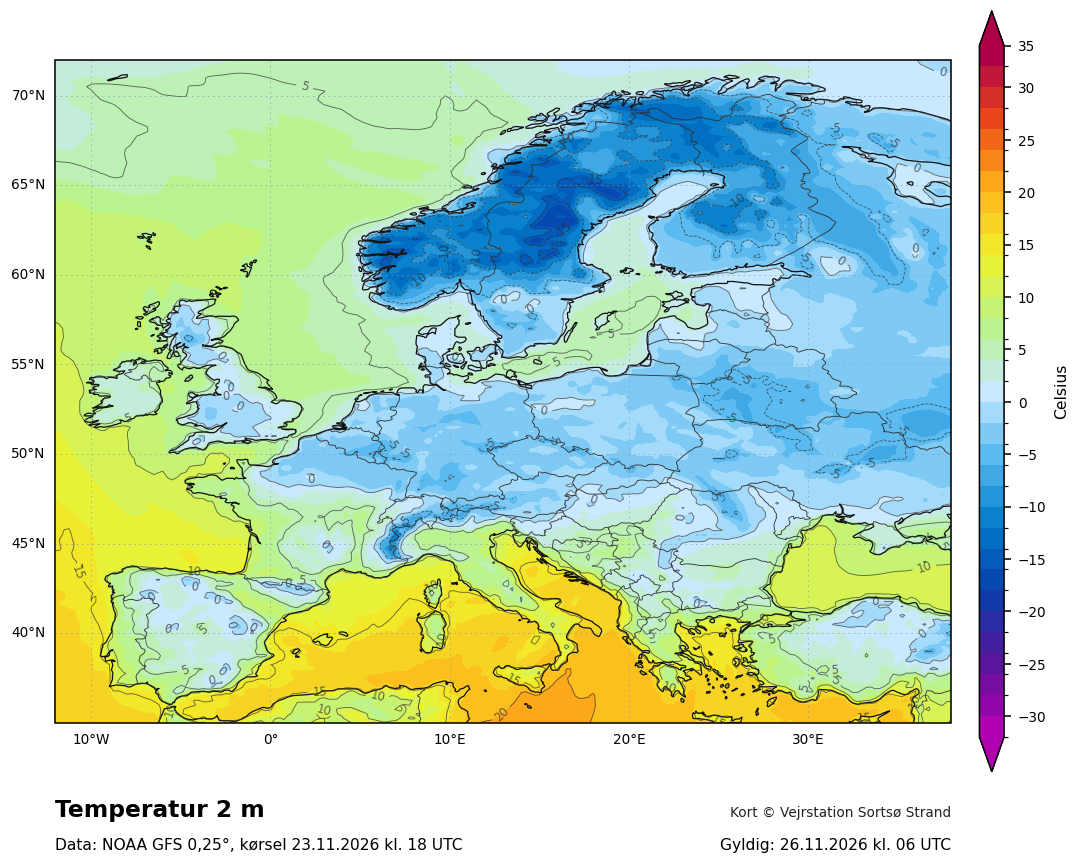 70°N
65°N
60°N
55°N
50°N
45°N
40°N
10°W 0° 10°E 20°E 30°E
35
30
25
20
15
10
5
0
−5
−10
−15
−20
−25
−30
Celsius
Temperatur 2 m
Kort © Vejrstation Sortsø Strand
Data: NOAA GFS 0,25°, kørsel 23.11.2026 kl. 18 UTC
Gyldig: 26.11.2026 kl. 06 UTC